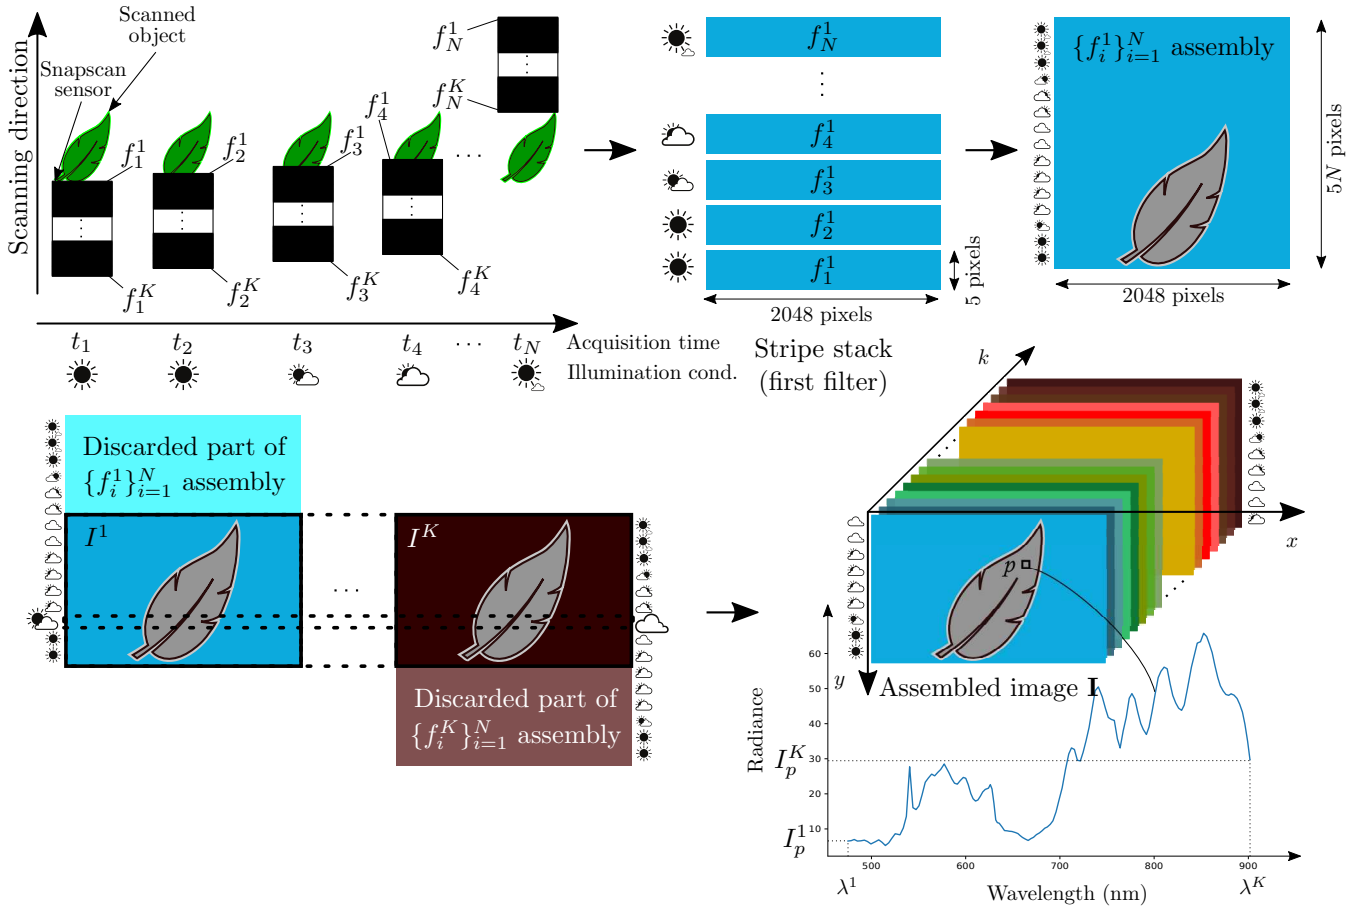 Scanning direction
Scanned
object
Snapscan
sensor
f_1^1
f_2^1
f_3^1
f_4^1
f_N^1
f_N^K
f_1^K
f_2^K
f_3^K
f_4^K
...
t_1 t_2 t_3 t_4 ... t_N Acquisition time
Illumination cond.
f_N^1
⋮
f_4^1
f_3^1
f_2^1
f_1^1
5 pixels
2048 pixels
Stripe stack
(first filter)
{f_i^1}_{i=1}^N assembly
5N pixels
2048 pixels
Discarded part of
{f_i^1}_{i=1}^N assembly
I^1
...
I^K
Discarded part of
{f_i^K}_{i=1}^N assembly
k
x
y
p
Assembled image I
Radiance
60
50
40
30
20
10
I_p^K
I_p^1
500 600 700 800 900
λ^1
Wavelength (nm)
λ^K